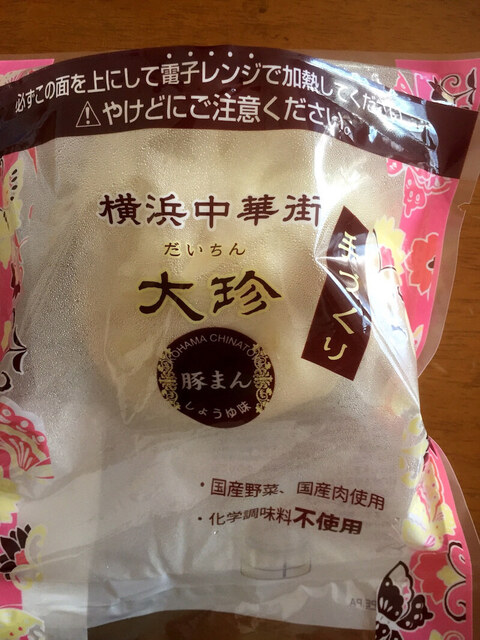 必ずこの面を上にして電子レンジで加熱してください。
⚠やけどにご注意ください。
横浜中華街
だいちん
大珍
手づくり
YOKOHAMA CHINATOWN
豚まん
しょうゆ味
・国産野菜、国産肉使用
・化学調味料不使用
PA